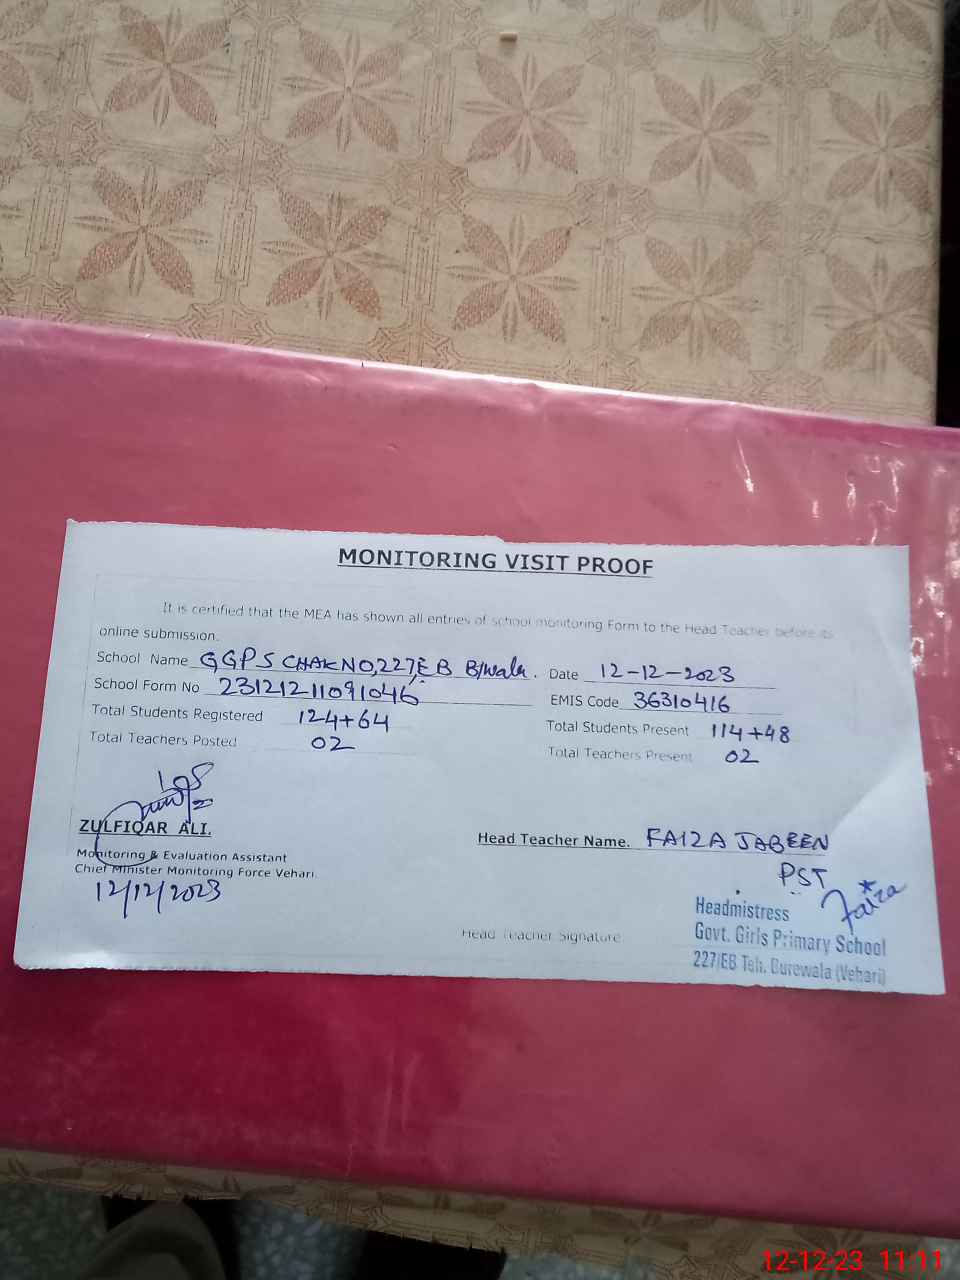 MONITORING VISIT PROOF
It is certified that the MEA has shown all entries of school monitoring Form to the Head Teacher before its
online submission.
School Name GGPS CHAK NO, 227, EB B/wala. Date 12-12-2023
School Form No 23121211091046 EMIS Code 36310416
Total Students Registered 124+64 Total Students Present 114+48
Total Teachers Posted 02 Total Teachers Present 02
ZULFIQAR ALI.
Monitoring & Evaluation Assistant
Chief Minister Monitoring Force Vehari.
12/12/2023
Head Teacher Name. FAIZA JABEEN
PST
Faiza
Headmistress
Govt. Girls Primary School
227/EB Teh. Burewala (Vehari)
Head Teacher Signature
12-12-23 11:11